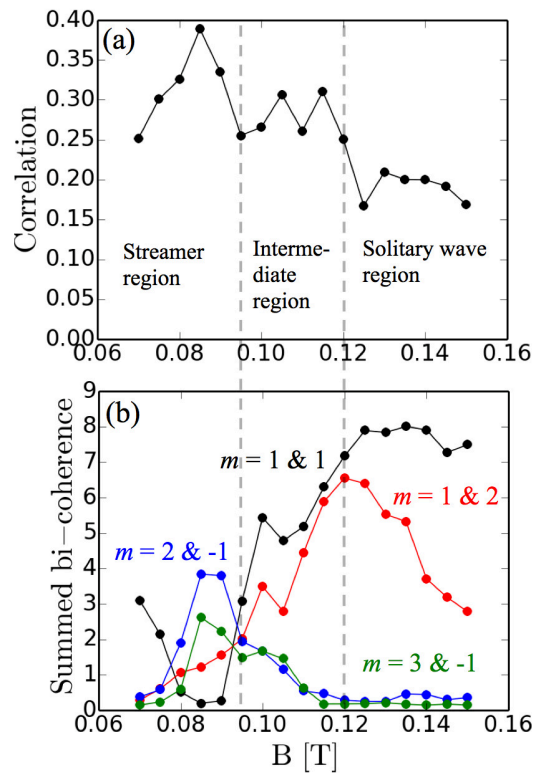 (a)
0.40
0.35
0.30
0.25
0.20
0.15
0.10
0.05
0.00
Correlation
Streamer
region
Interme-
diate
region
Solitary wave
region
0.06 0.08 0.10 0.12 0.14 0.16
(b)
9
8
7
6
5
4
3
2
1
0
Summed bi−coherence
m = 1 & 1
m = 1 & 2
m = 2 & -1
m = 3 & -1
0.06 0.08 0.10 0.12 0.14 0.16
B [T]